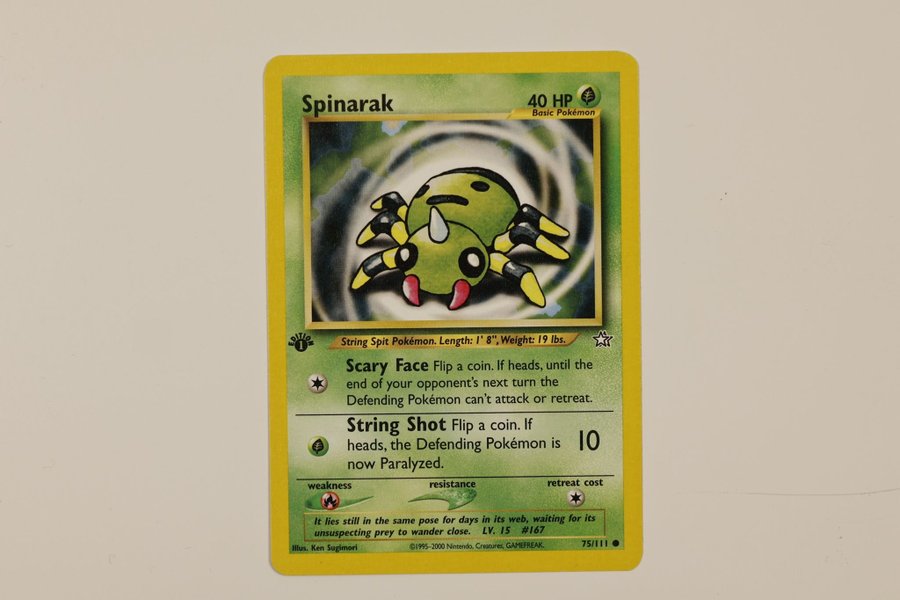 Spinarak 40 HP
Basic Pokémon
EDITION 1
String Spit Pokémon. Length: 1' 8", Weight: 19 lbs.
Scary Face Flip a coin. If heads, until the
end of your opponent's next turn the
Defending Pokémon can't attack or retreat.
String Shot Flip a coin. If
heads, the Defending Pokémon is 10
now Paralyzed.
weakness resistance retreat cost
It lies still in the same pose for days in its web, waiting for its
unsuspecting prey to wander close. LV. 15 #167
Illus. Ken Sugimori ©1995-2000 Nintendo, Creatures, GAMEFREAK. 75/111